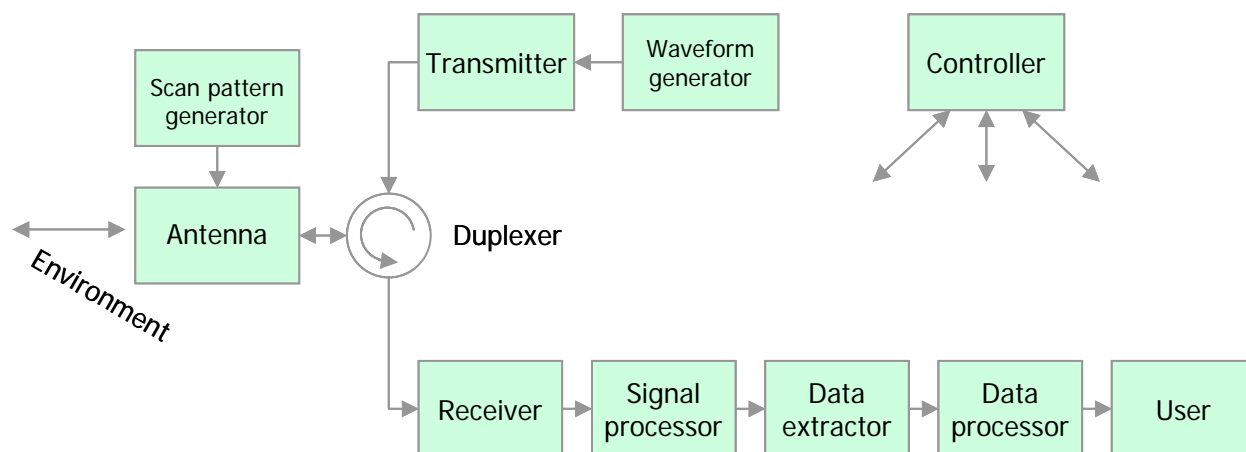 Scan pattern
generator
Transmitter
Waveform
generator
Controller
Antenna
Duplexer
Environment
Receiver
Signal
processor
Data
extractor
Data
processor
User